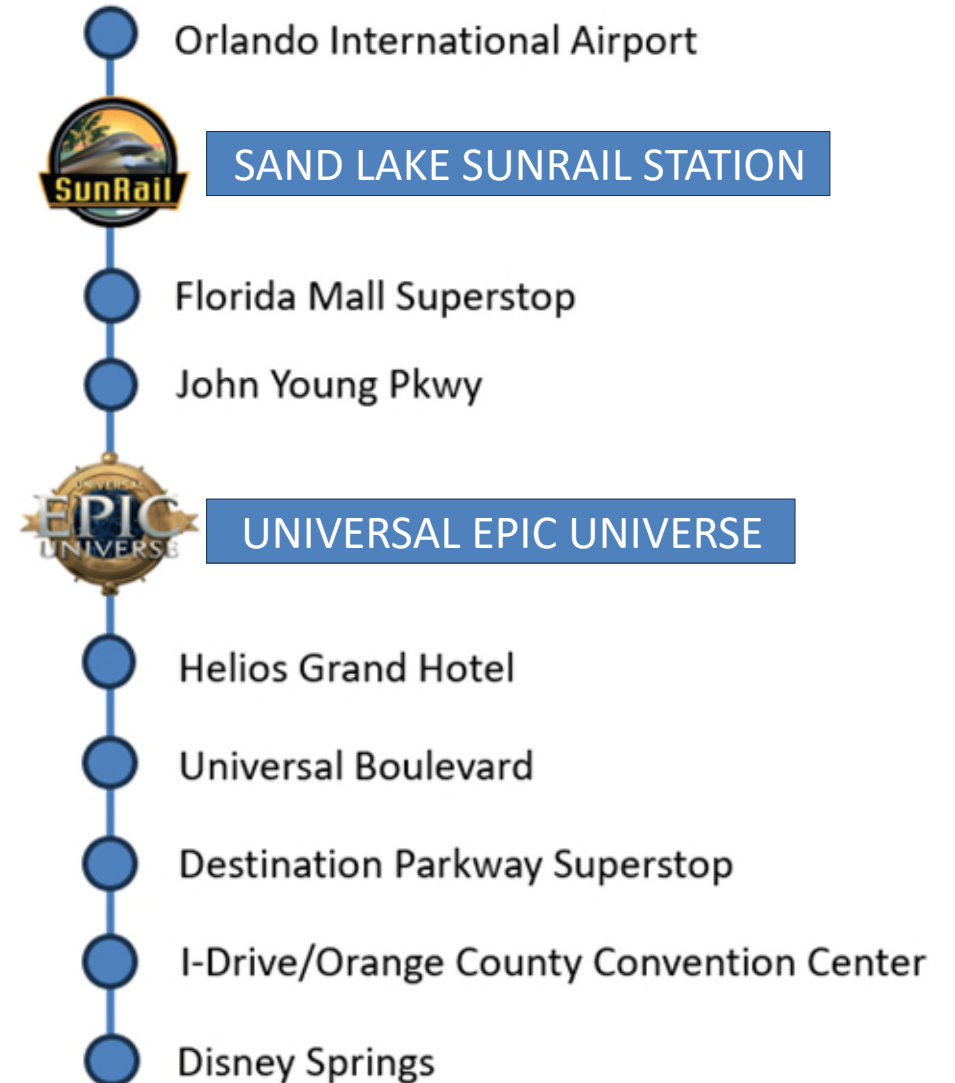 Orlando International Airport
SunRail
SAND LAKE SUNRAIL STATION
Florida Mall Superstop
John Young Pkwy
UNIVERSAL
EPIC
UNIVERSE
UNIVERSAL EPIC UNIVERSE
Helios Grand Hotel
Universal Boulevard
Destination Parkway Superstop
I-Drive/Orange County Convention Center
Disney Springs